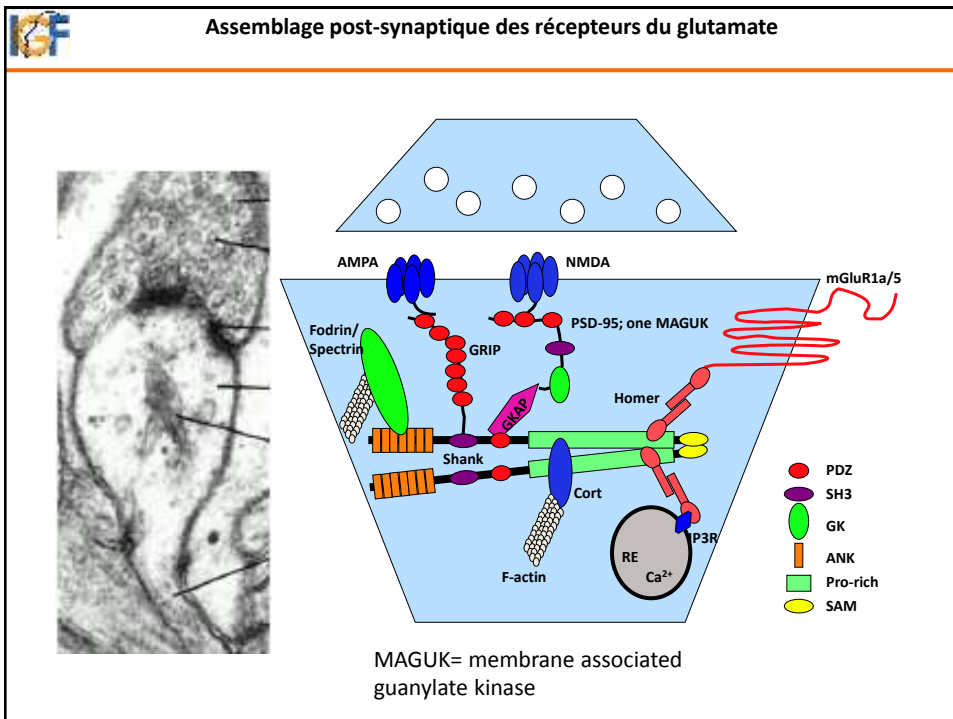 IGF
Assemblage post-synaptique des récepteurs du glutamate
AMPA
NMDA
mGluR1a/5
PSD-95; one MAGUK
Fodrin/
Spectrin
GRIP
Homer
GKAP
Shank
Cort
IP3R
RE
Ca²⁺
F-actin
PDZ
SH3
GK
ANK
Pro-rich
SAM
MAGUK= membrane associated
guanylate kinase